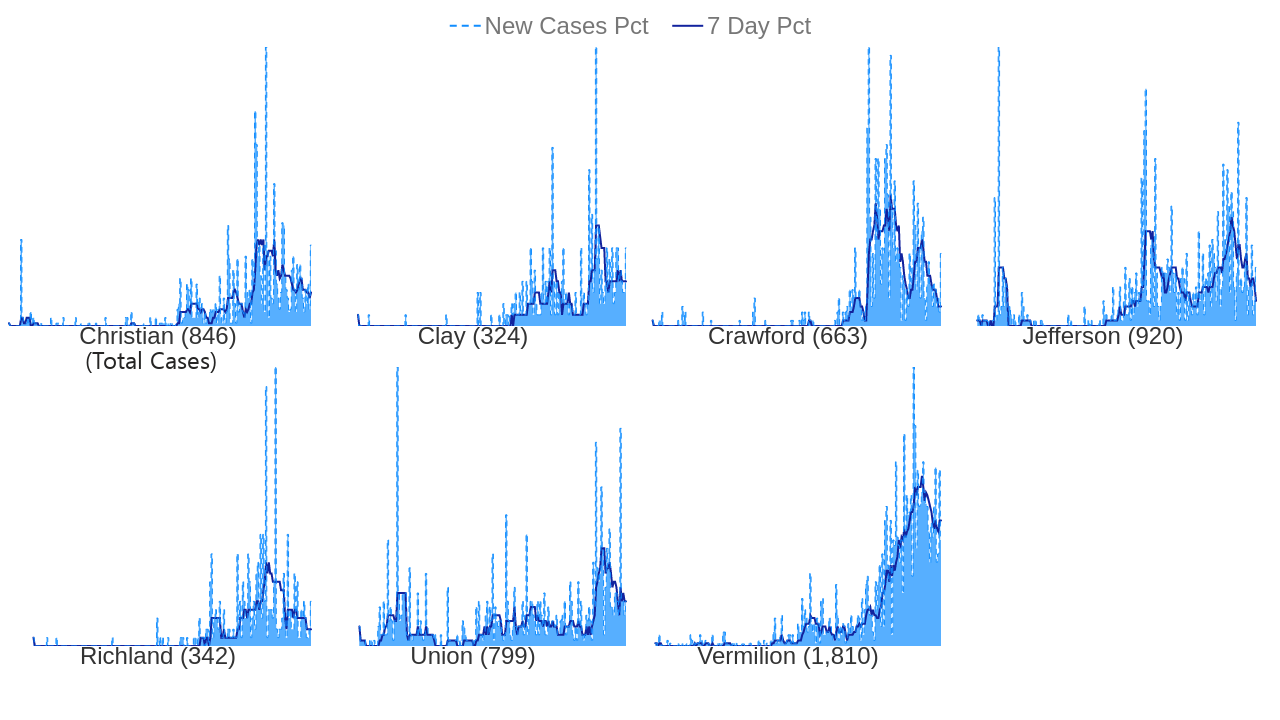 New Cases Pct 7 Day Pct
Christian (846)
(Total Cases)
Clay (324)
Crawford (663)
Jefferson (920)
Richland (342)
Union (799)
Vermilion (1,810)